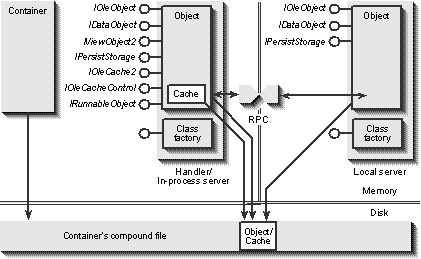 Container
IOleObject
IDataObject
IViewObject2
IPersistStorage
IOleCache2
IOleCacheControl
IRunnableObject
Object
Cache
Class
factory
Handler/
In-process server
RPC
IOleObject
IDataObject
IPersistStorage
Object
Class
factory
Local server
Memory
Disk
Container's compound file
Object/
Cache